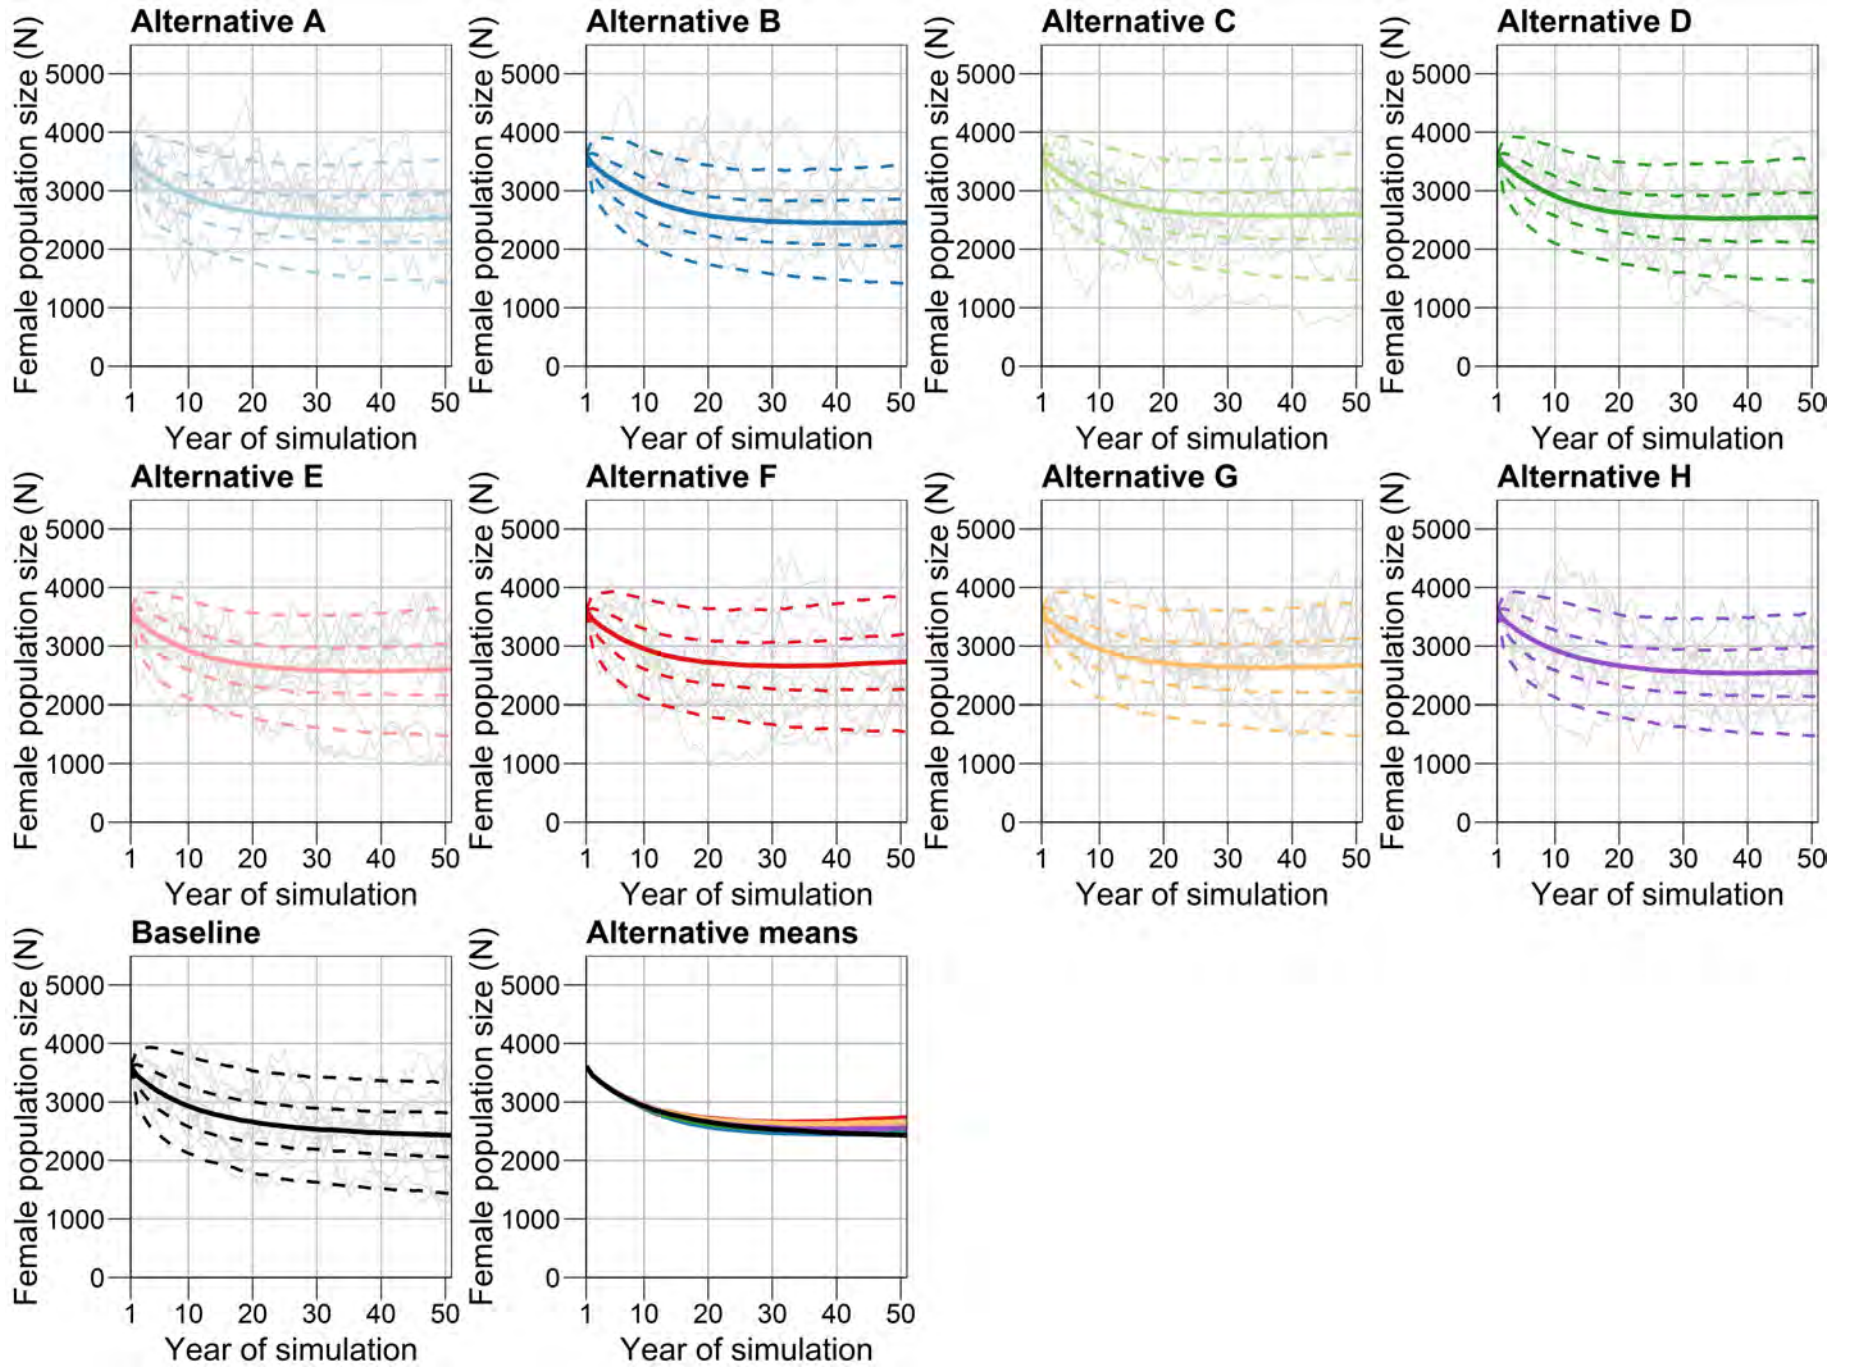 Alternative A
Female population size (N)
5000
4000
3000
2000
1000
0
1 10 20 30 40 50
Year of simulation
Alternative B
Female population size (N)
5000
4000
3000
2000
1000
0
1 10 20 30 40 50
Year of simulation
Alternative C
Female population size (N)
5000
4000
3000
2000
1000
0
1 10 20 30 40 50
Year of simulation
Alternative D
Female population size (N)
5000
4000
3000
2000
1000
0
1 10 20 30 40 50
Year of simulation
Alternative E
Female population size (N)
5000
4000
3000
2000
1000
0
1 10 20 30 40 50
Year of simulation
Alternative F
Female population size (N)
5000
4000
3000
2000
1000
0
1 10 20 30 40 50
Year of simulation
Alternative G
Female population size (N)
5000
4000
3000
2000
1000
0
1 10 20 30 40 50
Year of simulation
Alternative H
Female population size (N)
5000
4000
3000
2000
1000
0
1 10 20 30 40 50
Year of simulation
Baseline
Female population size (N)
5000
4000
3000
2000
1000
0
1 10 20 30 40 50
Year of simulation
Alternative means
Female population size (N)
5000
4000
3000
2000
1000
0
1 10 20 30 40 50
Year of simulation